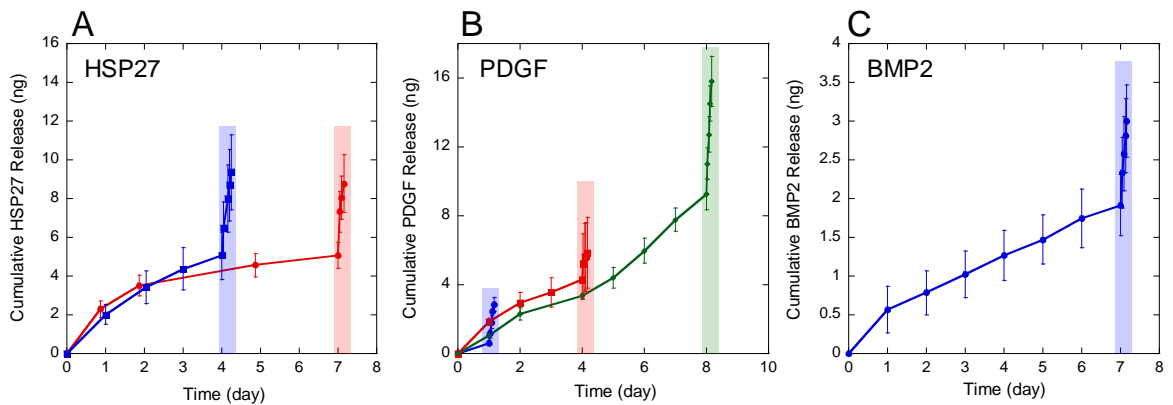 A
HSP27
Cumulative HSP27 Release (ng)
16
14
12
10
8
6
4
2
0
0 1 2 3 4 5 6 7 8
Time (day)
B
PDGF
Cumulative PDGF Release (ng)
16
12
8
4
0
0 2 4 6 8 10
Time (day)
C
BMP2
Cumulative BMP2 Release (ng)
4
3.5
3
2.5
2
1.5
1
0.5
0
0 1 2 3 4 5 6 7 8
Time (day)